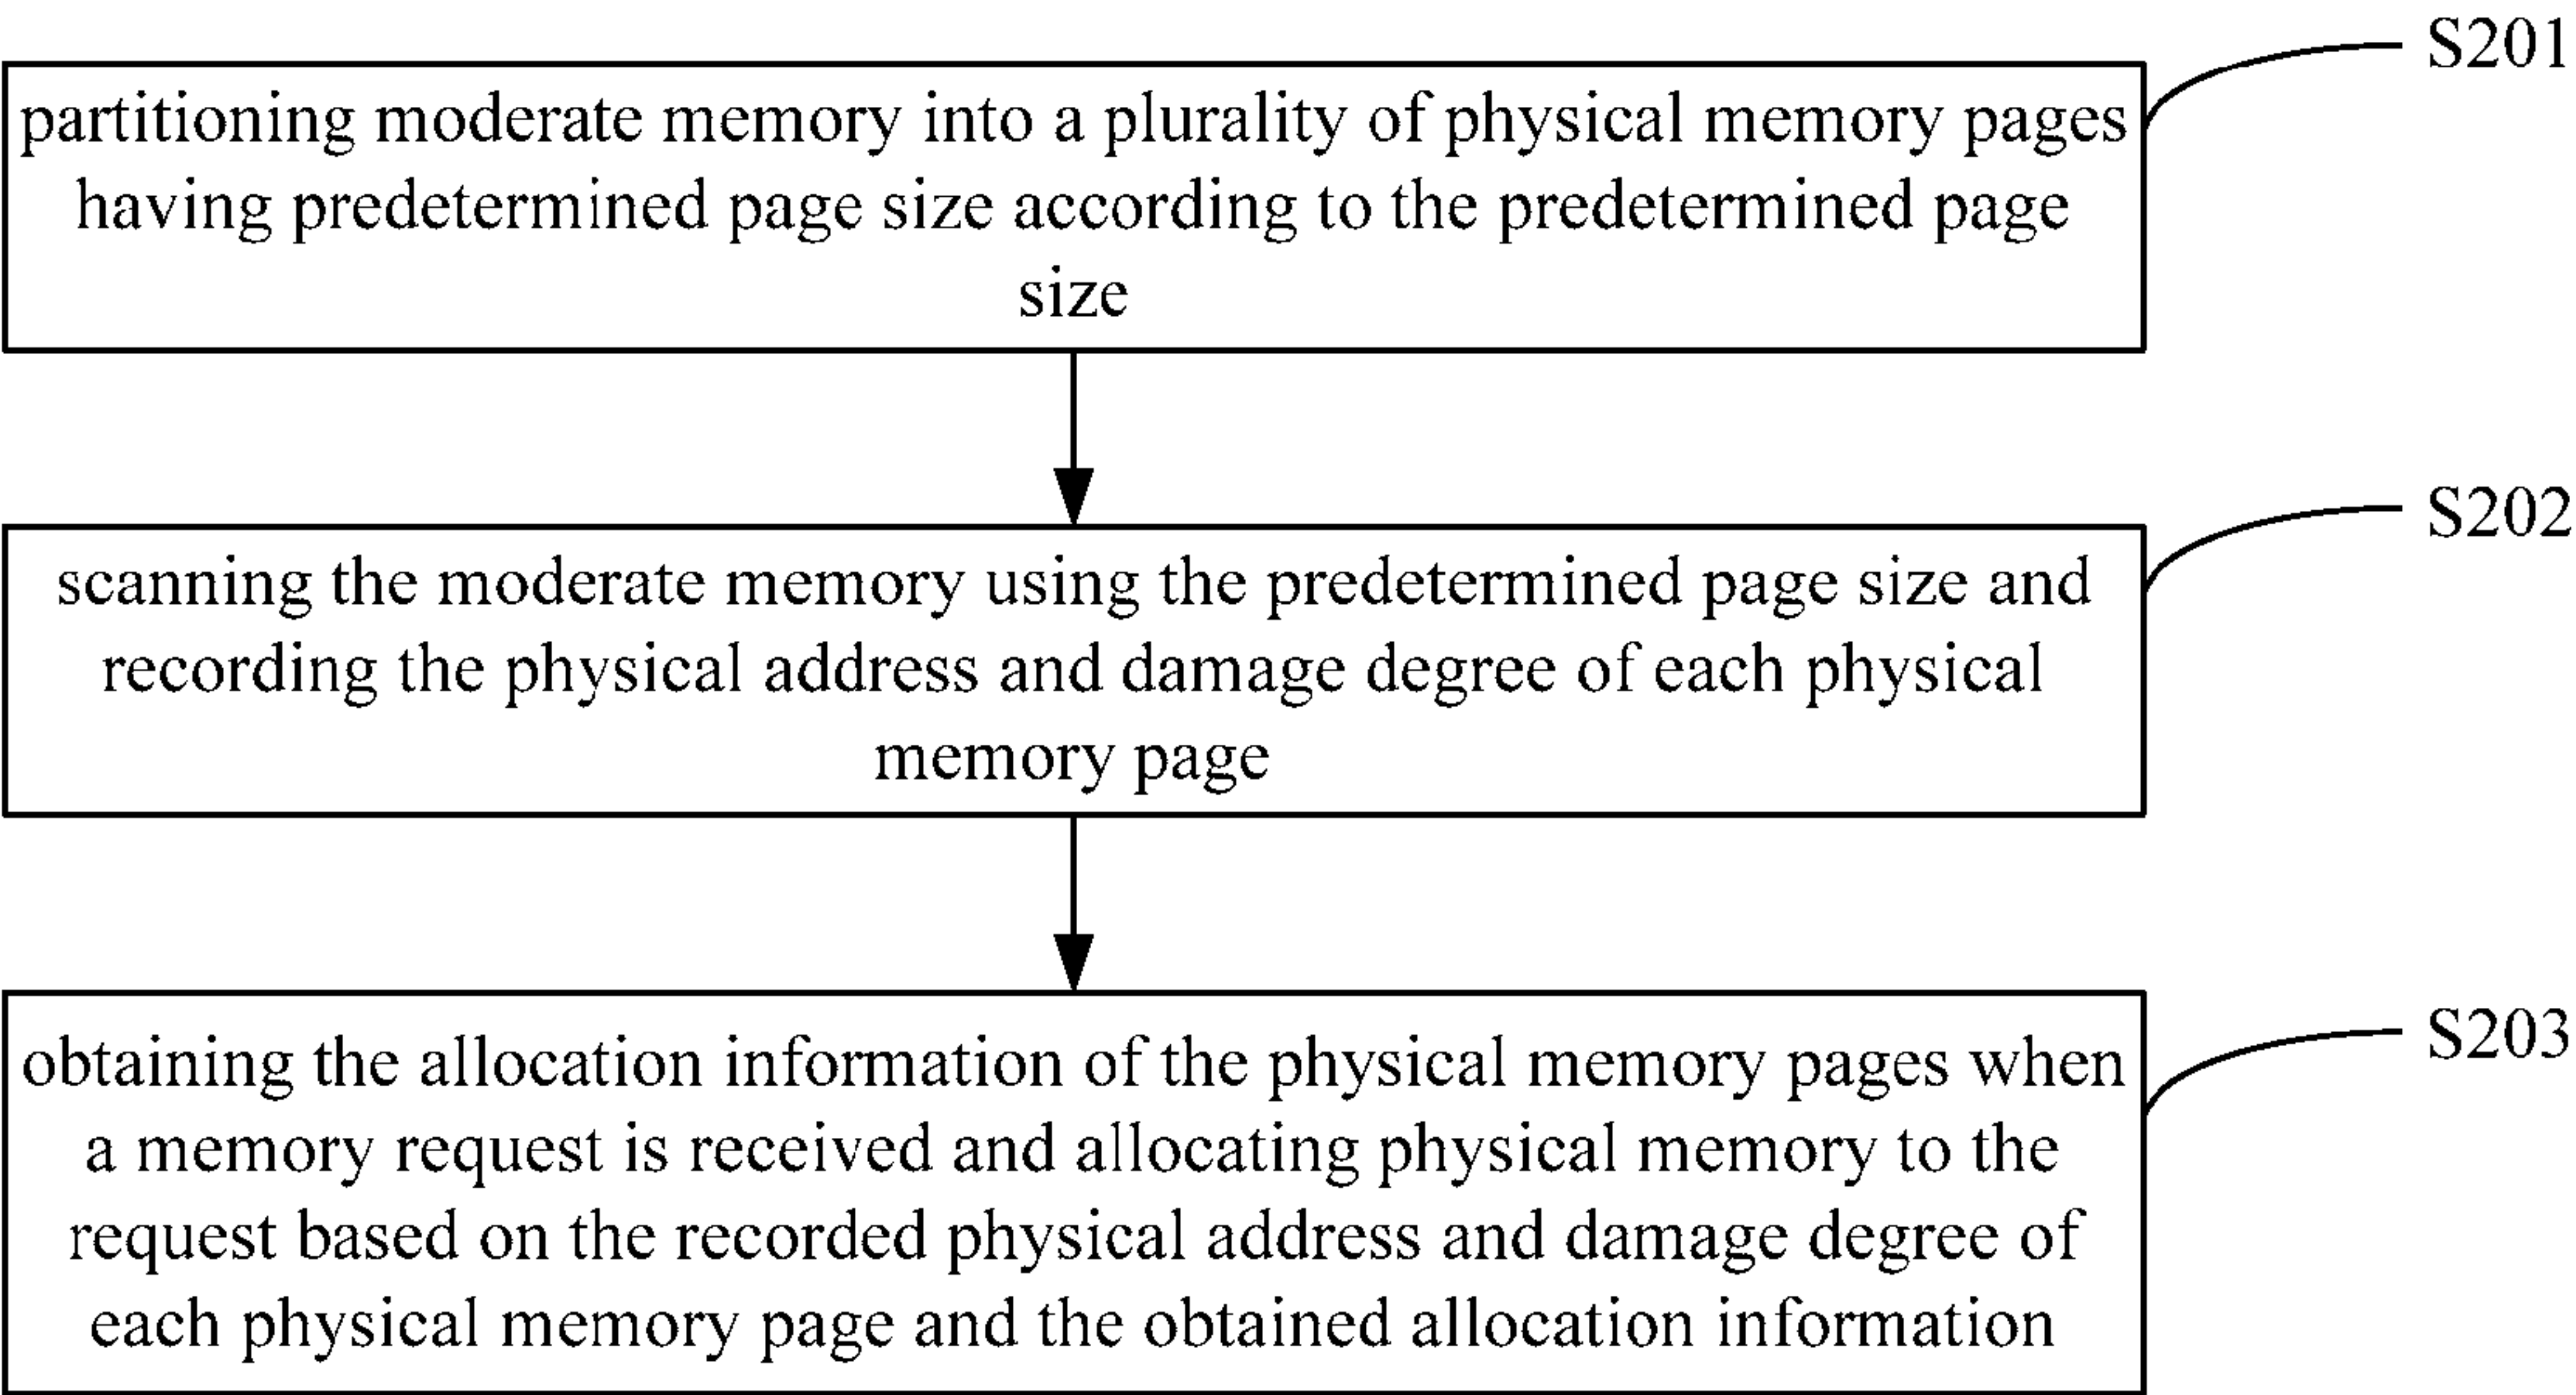 S201
partitioning moderate memory into a plurality of physical memory pages
having predetermined page size according to the predetermined page
size
S202
scanning the moderate memory using the predetermined page size and
recording the physical address and damage degree of each physical
memory page
S203
obtaining the allocation information of the physical memory pages when
a memory request is received and allocating physical memory to the
request based on the recorded physical address and damage degree of
each physical memory page and the obtained allocation information